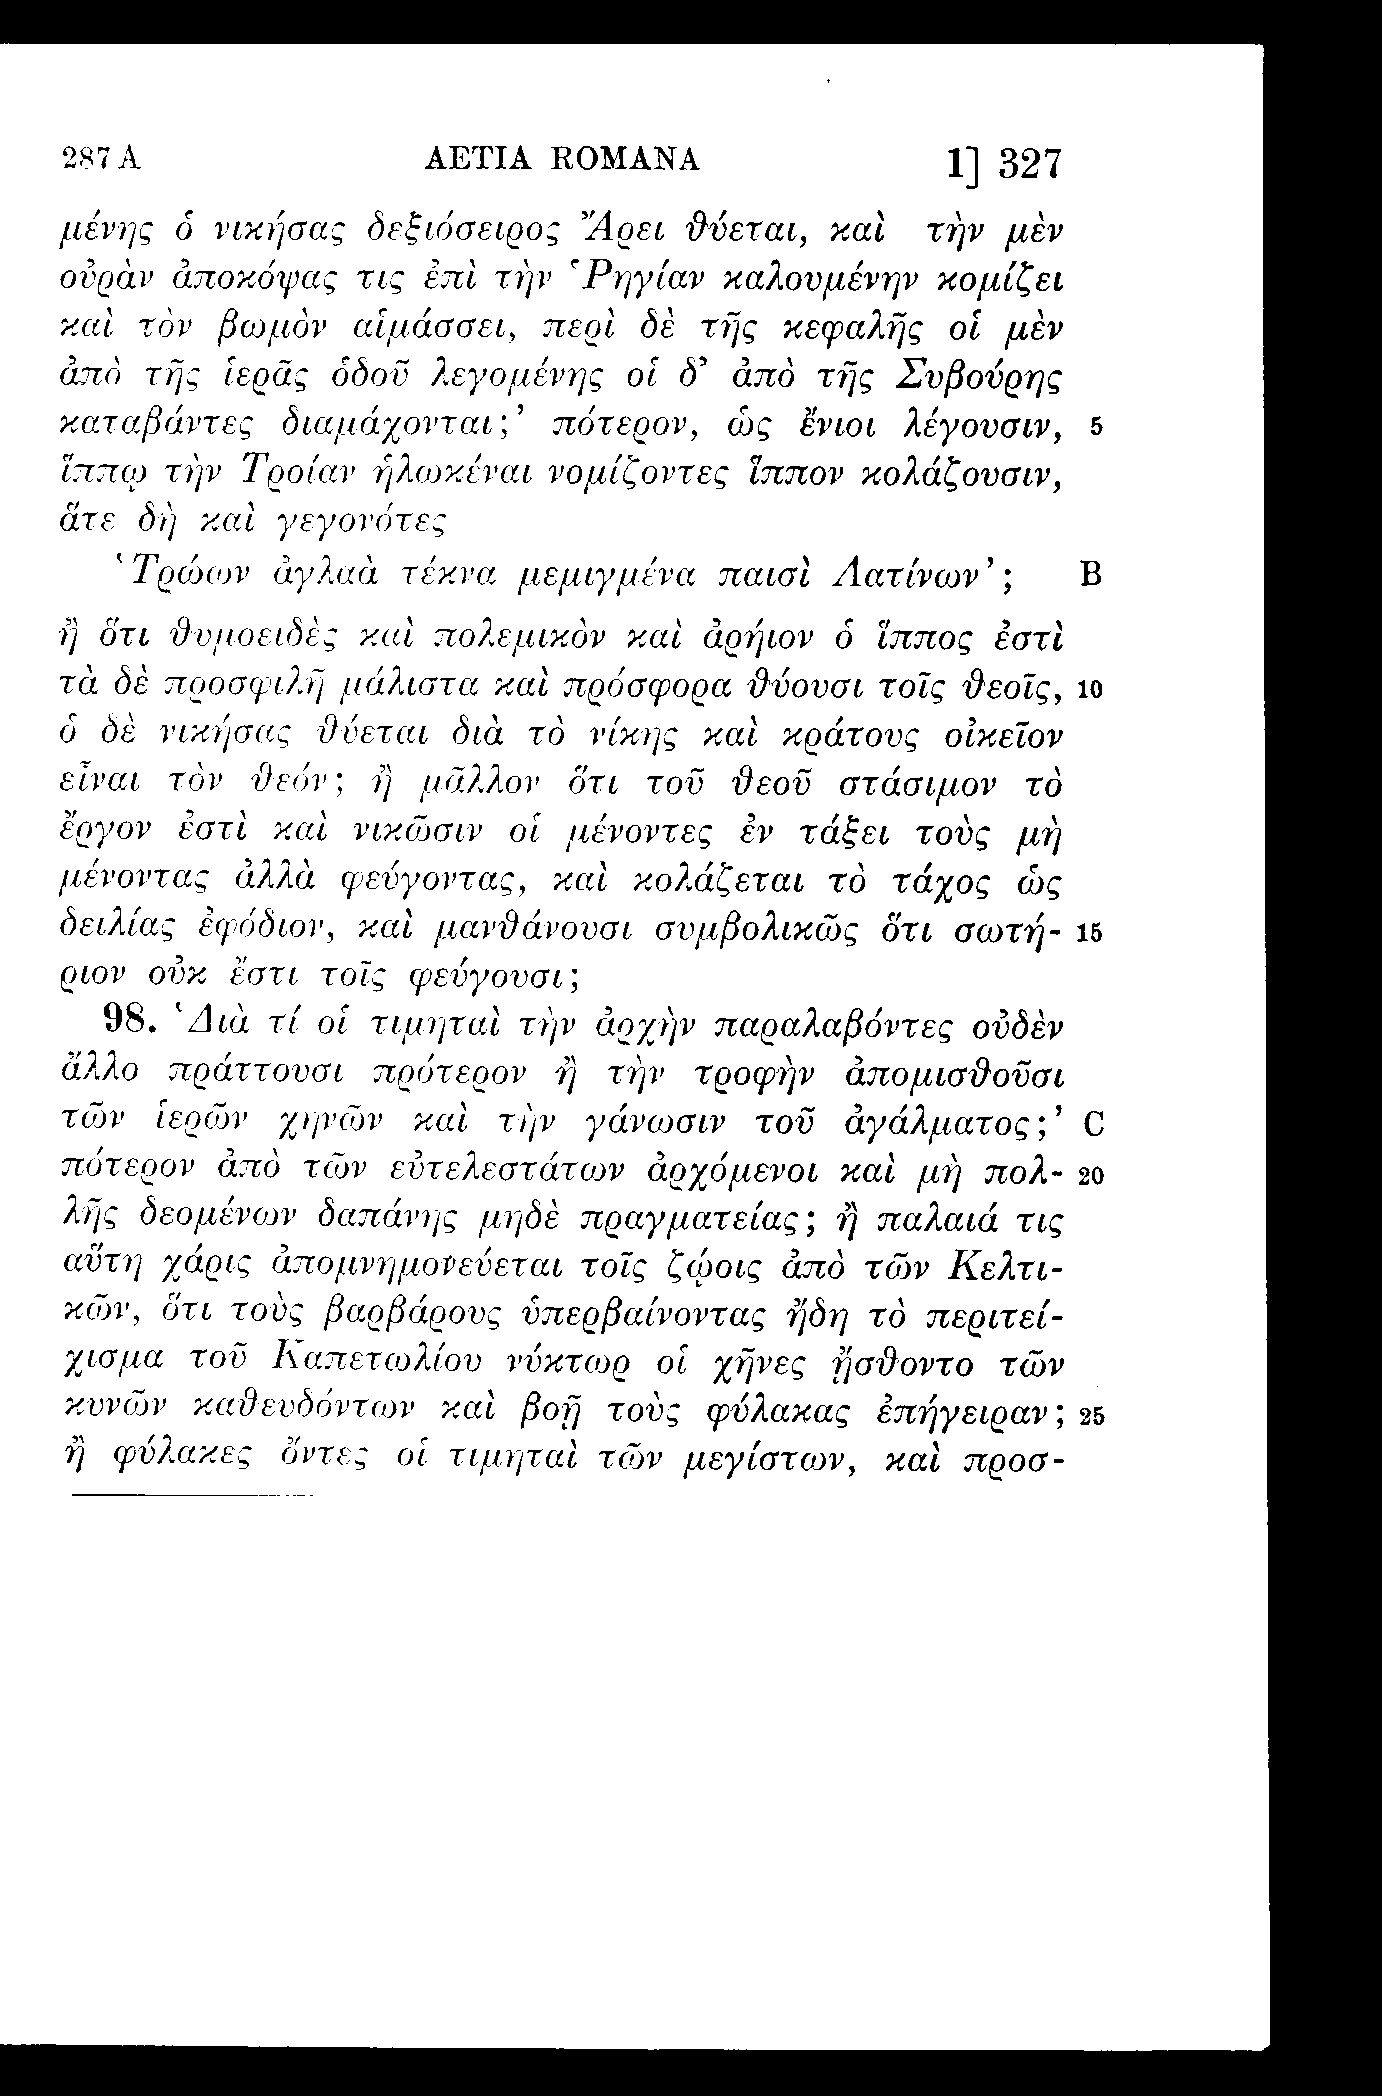 287 A AETIA ROMANA 1] 327
μένης ὁ νικήσας δεξιόσειρος Ἄρει θύεται, καὶ τὴν μὲν
οὐρὰν ἀποκόψας τις ἐπὶ τὴν Ῥηγίαν καλουμένην κομίζει
καὶ τὸν βωμὸν αἱμάσσει, περὶ δὲ τῆς κεφαλῆς οἱ μὲν
ἀπὸ τῆς ἱερᾶς ὁδοῦ λεγομένης οἱ δ’ ἀπὸ τῆς Συβούρης
καταβάντες διαμάχονται;’ πότερον, ὡς ἔνιοι λέγουσιν, 5
ἵππῳ τὴν Τροίαν ἡλωκέναι νομίζοντες ἵππον κολάζουσιν,
ἅτε δὴ καὶ γεγονότες
‘Τρώων ἀγλαὰ τέκνα μεμιγμένα παισὶ Λατίνων’; B
ἢ ὅτι θυμοειδὲς καὶ πολεμικὸν καὶ ἀρήιον ὁ ἵππος ἐστὶ
τὰ δὲ προσφιλῆ μάλιστα καὶ πρόσφορα θύουσι τοῖς θεοῖς, 10
ὁ δὲ νικήσας θύεται διὰ τὸ νίκης καὶ κράτους οἰκεῖον
εἶναι τὸν θεόν; ἢ μᾶλλον ὅτι τοῦ θεοῦ στάσιμον τὸ
ἔργον ἐστὶ καὶ νικῶσιν οἱ μένοντες ἐν τάξει τοὺς μὴ
μένοντας ἀλλὰ φεύγοντας, καὶ κολάζεται τὸ τάχος ὡς
δειλίας ἐφόδιον, καὶ μανθάνουσι συμβολικῶς ὅτι σωτή- 15
ριον οὐκ ἔστι τοῖς φεύγουσι;
98. ‘Διὰ τί οἱ τιμηταὶ τὴν ἀρχὴν παραλαβόντες οὐδὲν
ἄλλο πράττουσι πρότερον ἢ τὴν τροφὴν ἀπομισθοῦσι
τῶν ἱερῶν χηνῶν καὶ τὴν γάνωσιν τοῦ ἀγάλματος;’ C
πότερον ἀπὸ τῶν εὐτελεστάτων ἀρχόμενοι καὶ μὴ πολ- 20
λῆς δεομένων δαπάνης μηδὲ πραγματείας; ἢ παλαιά τις
αὕτη χάρις ἀπομνημονεύεται τοῖς ζῴοις ἀπὸ τῶν Κελτι-
κῶν, ὅτι τοὺς βαρβάρους ὑπερβαίνοντας ἤδη τὸ περιτεί-
χισμα τοῦ Καπετωλίου νύκτωρ οἱ χῆνες ᾔσθοντο τῶν
κυνῶν καθευδόντων καὶ βοῇ τοὺς φύλακας ἐπήγειραν; 25
ἢ φύλακες ὄντες οἱ τιμηταὶ τῶν μεγίστων, καὶ προσ-